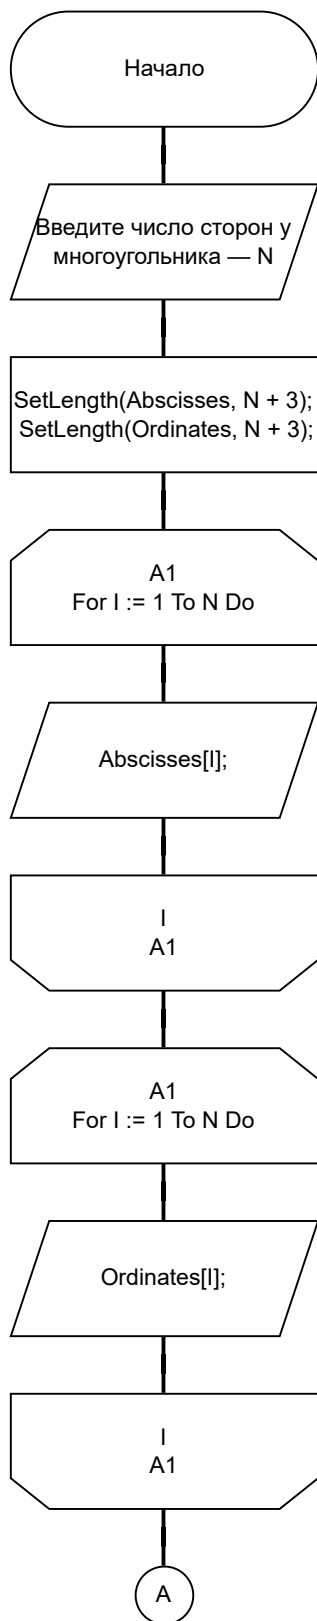 Начало
Введите число сторон у
многоугольника — N
SetLength(Abscisses, N + 3);
SetLength(Ordinates, N + 3);
A1
For I := 1 To N Do
Abscisses[I];
I
A1
A1
For I := 1 To N Do
Ordinates[I];
I
A1
A